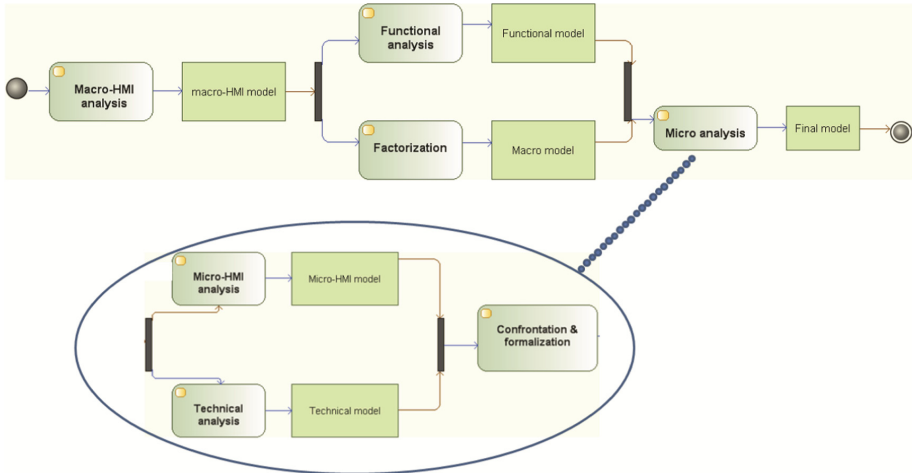 Macro-HMI
analysis
macro-HMI model
Functional
analysis
Functional model
Factorization
Macro model
Micro analysis
Final model
Micro-HMI
analysis
Micro-HMI model
Technical
analysis
Technical model
Confrontation &
formalization